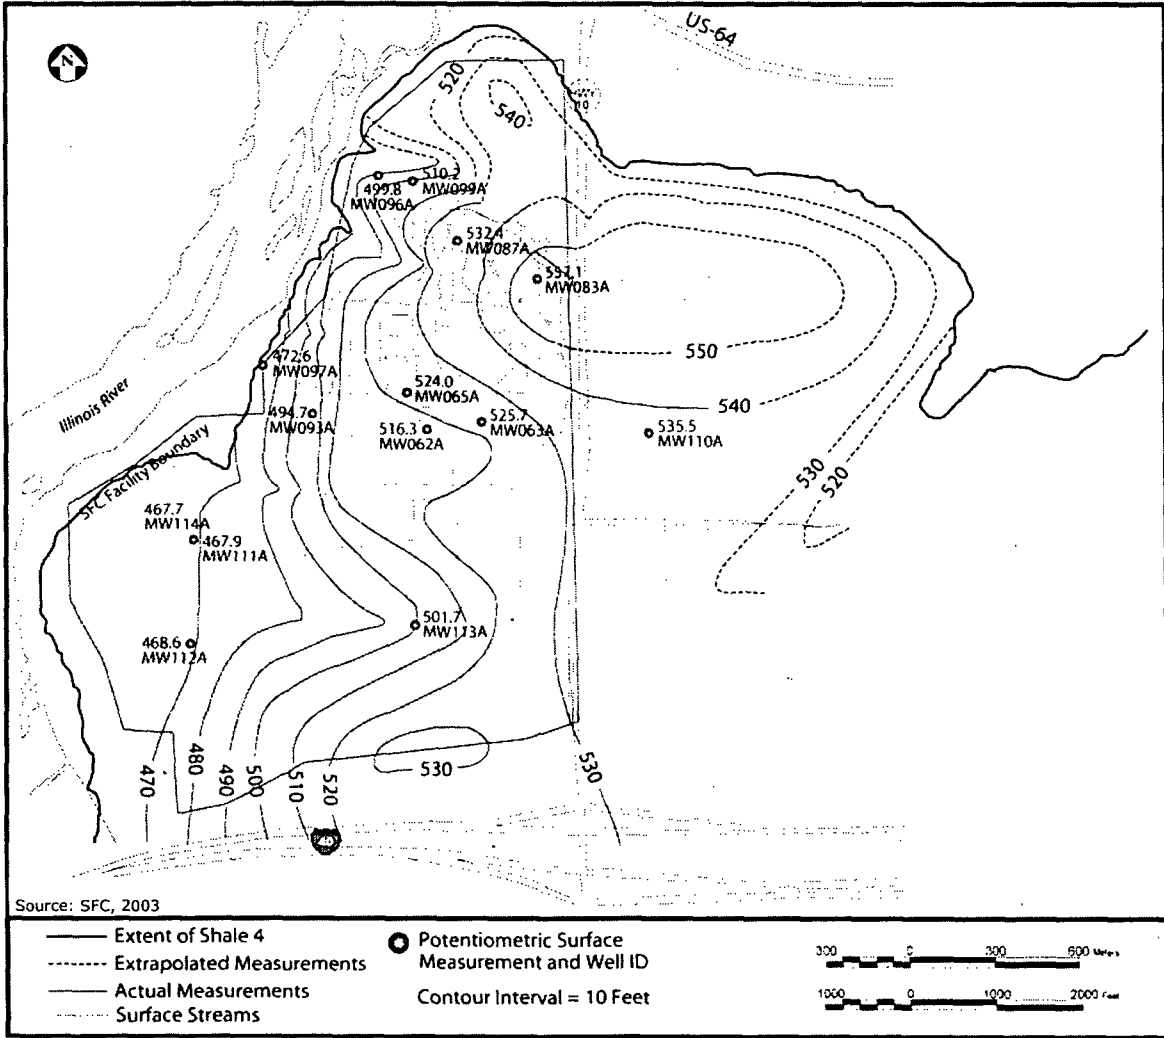 US-64
N
520
540
10
510.2
MW099A
499.8
MW096A
532.4
MW087A
557.1
MW083A
550
540
472.6
MW097A
Illinois River
524.0
MW065A
494.7
MW093A
516.3
MW062A
525.7
MW063A
535.5
MW110A
SFC Facility Boundary
530
520
467.7
MW114A
467.9
MW111A
501.7
MW113A
468.6
MW112A
470
480
490
500
510
520
530
530
Source: SFC, 2003
Extent of Shale 4
Extrapolated Measurements
Actual Measurements
Surface Streams
Potentiometric Surface
Measurement and Well ID
Contour Interval = 10 Feet
300 0 300 600 Meters
1000 0 1000 2000 Feet